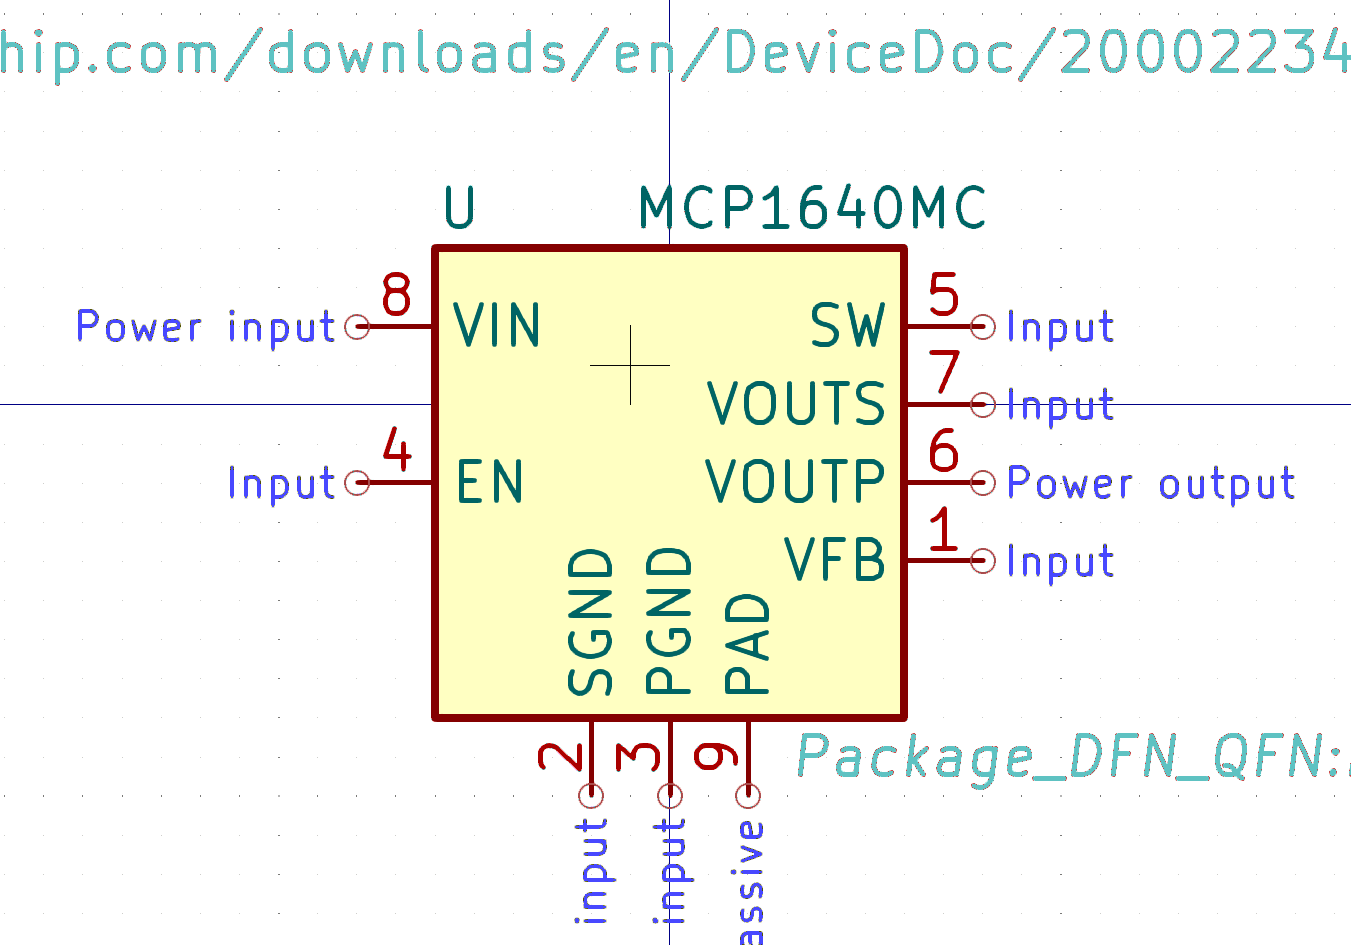 hip.com/downloads/en/DeviceDoc/20002234
U MCP1640MC
8 5
Power input VIN SW Input
7
VOUTS Input
4 6
Input EN VOUTP Power output
1
VFB Input
SGND PGND PAD
2 3 9
Package_DFN_QFN:
input input assive